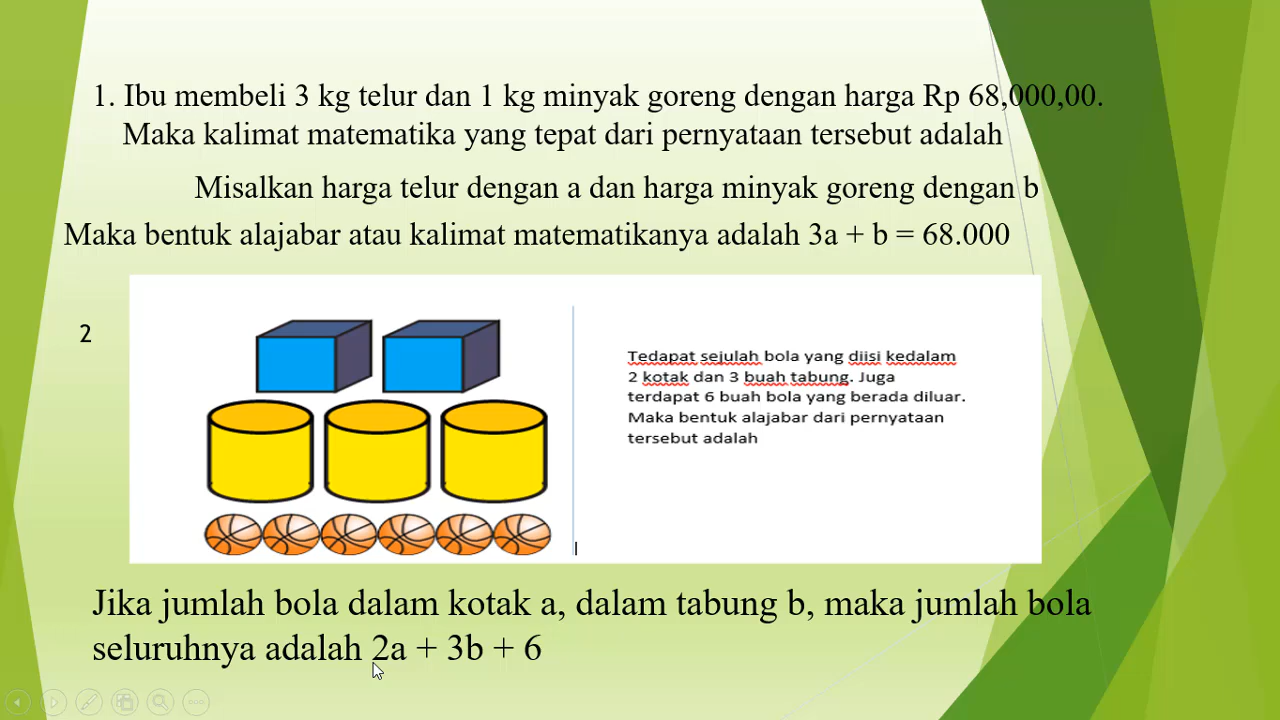 1. Ibu membeli 3 kg telur dan 1 kg minyak goreng dengan harga Rp 68,000,00.
Maka kalimat matematika yang tepat dari pernyataan tersebut adalah
Misalkan harga telur dengan a dan harga minyak goreng dengan b
Maka bentuk alajabar atau kalimat matematikanya adalah 3a + b = 68.000
2
Tedapat sejulah bola yang diisi kedalam
2 kotak dan 3 buah tabung. Juga
terdapat 6 buah bola yang berada diluar.
Maka bentuk alajabar dari pernyataan
tersebut adalah
Jika jumlah bola dalam kotak a, dalam tabung b, maka jumlah bola
seluruhnya adalah 2a + 3b + 6